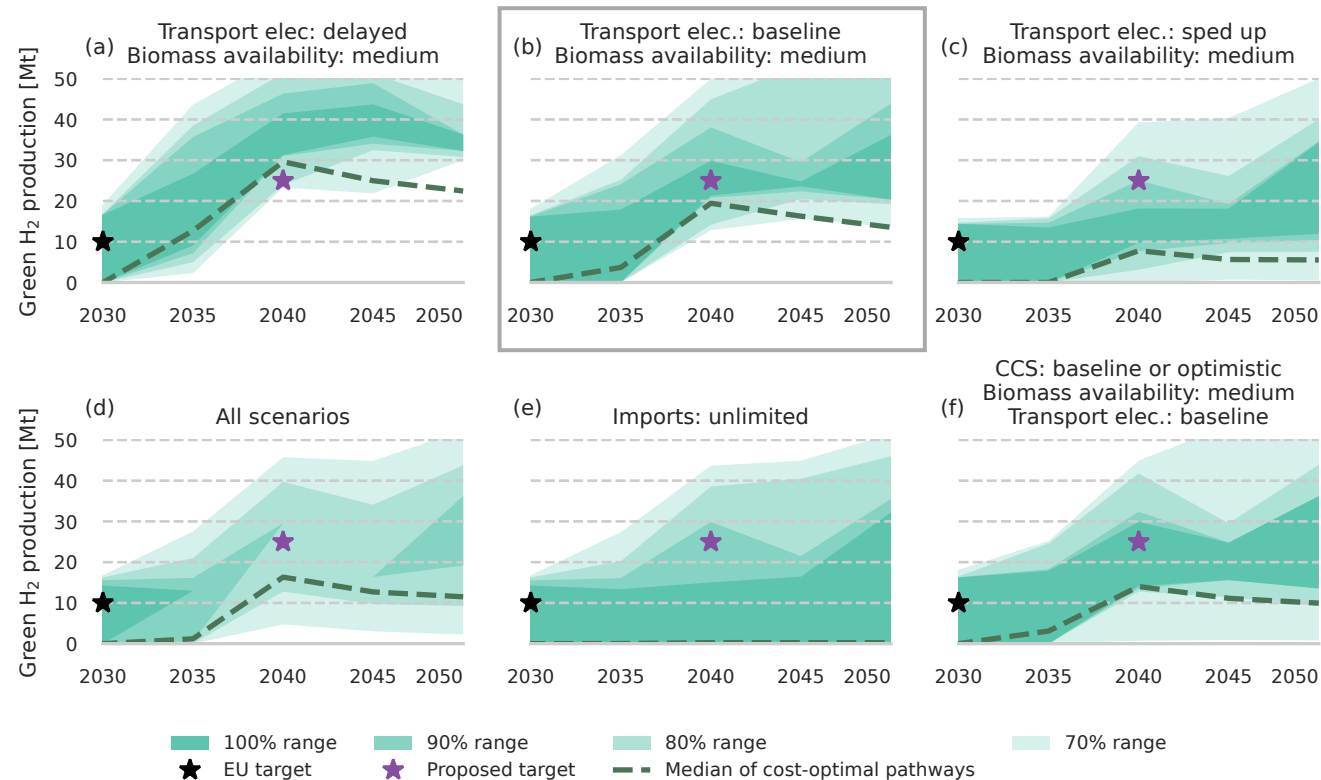 (a)
Transport elec: delayed
Biomass availability: medium
(b)
Transport elec.: baseline
Biomass availability: medium
(c)
Transport elec.: sped up
Biomass availability: medium
Green H₂ production [Mt]
50
40
30
20
10
0
2030 2035 2040 2045 2050
2030 2035 2040 2045 2050
2030 2035 2040 2045 2050
(d)
All scenarios
(e)
Imports: unlimited
(f)
CCS: baseline or optimistic
Biomass availability: medium
Transport elec.: baseline
Green H₂ production [Mt]
50
40
30
20
10
0
2030 2035 2040 2045 2050
2030 2035 2040 2045 2050
2030 2035 2040 2045 2050
100% range 90% range 80% range 70% range
EU target Proposed target Median of cost-optimal pathways